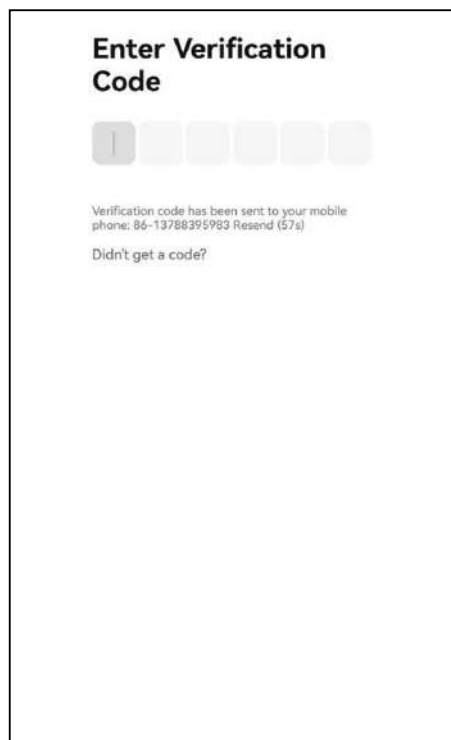 Enter Verification
Code
Verification code has been sent to your mobile
phone: 86-13788395983 Resend (57s)
Didn't get a code?